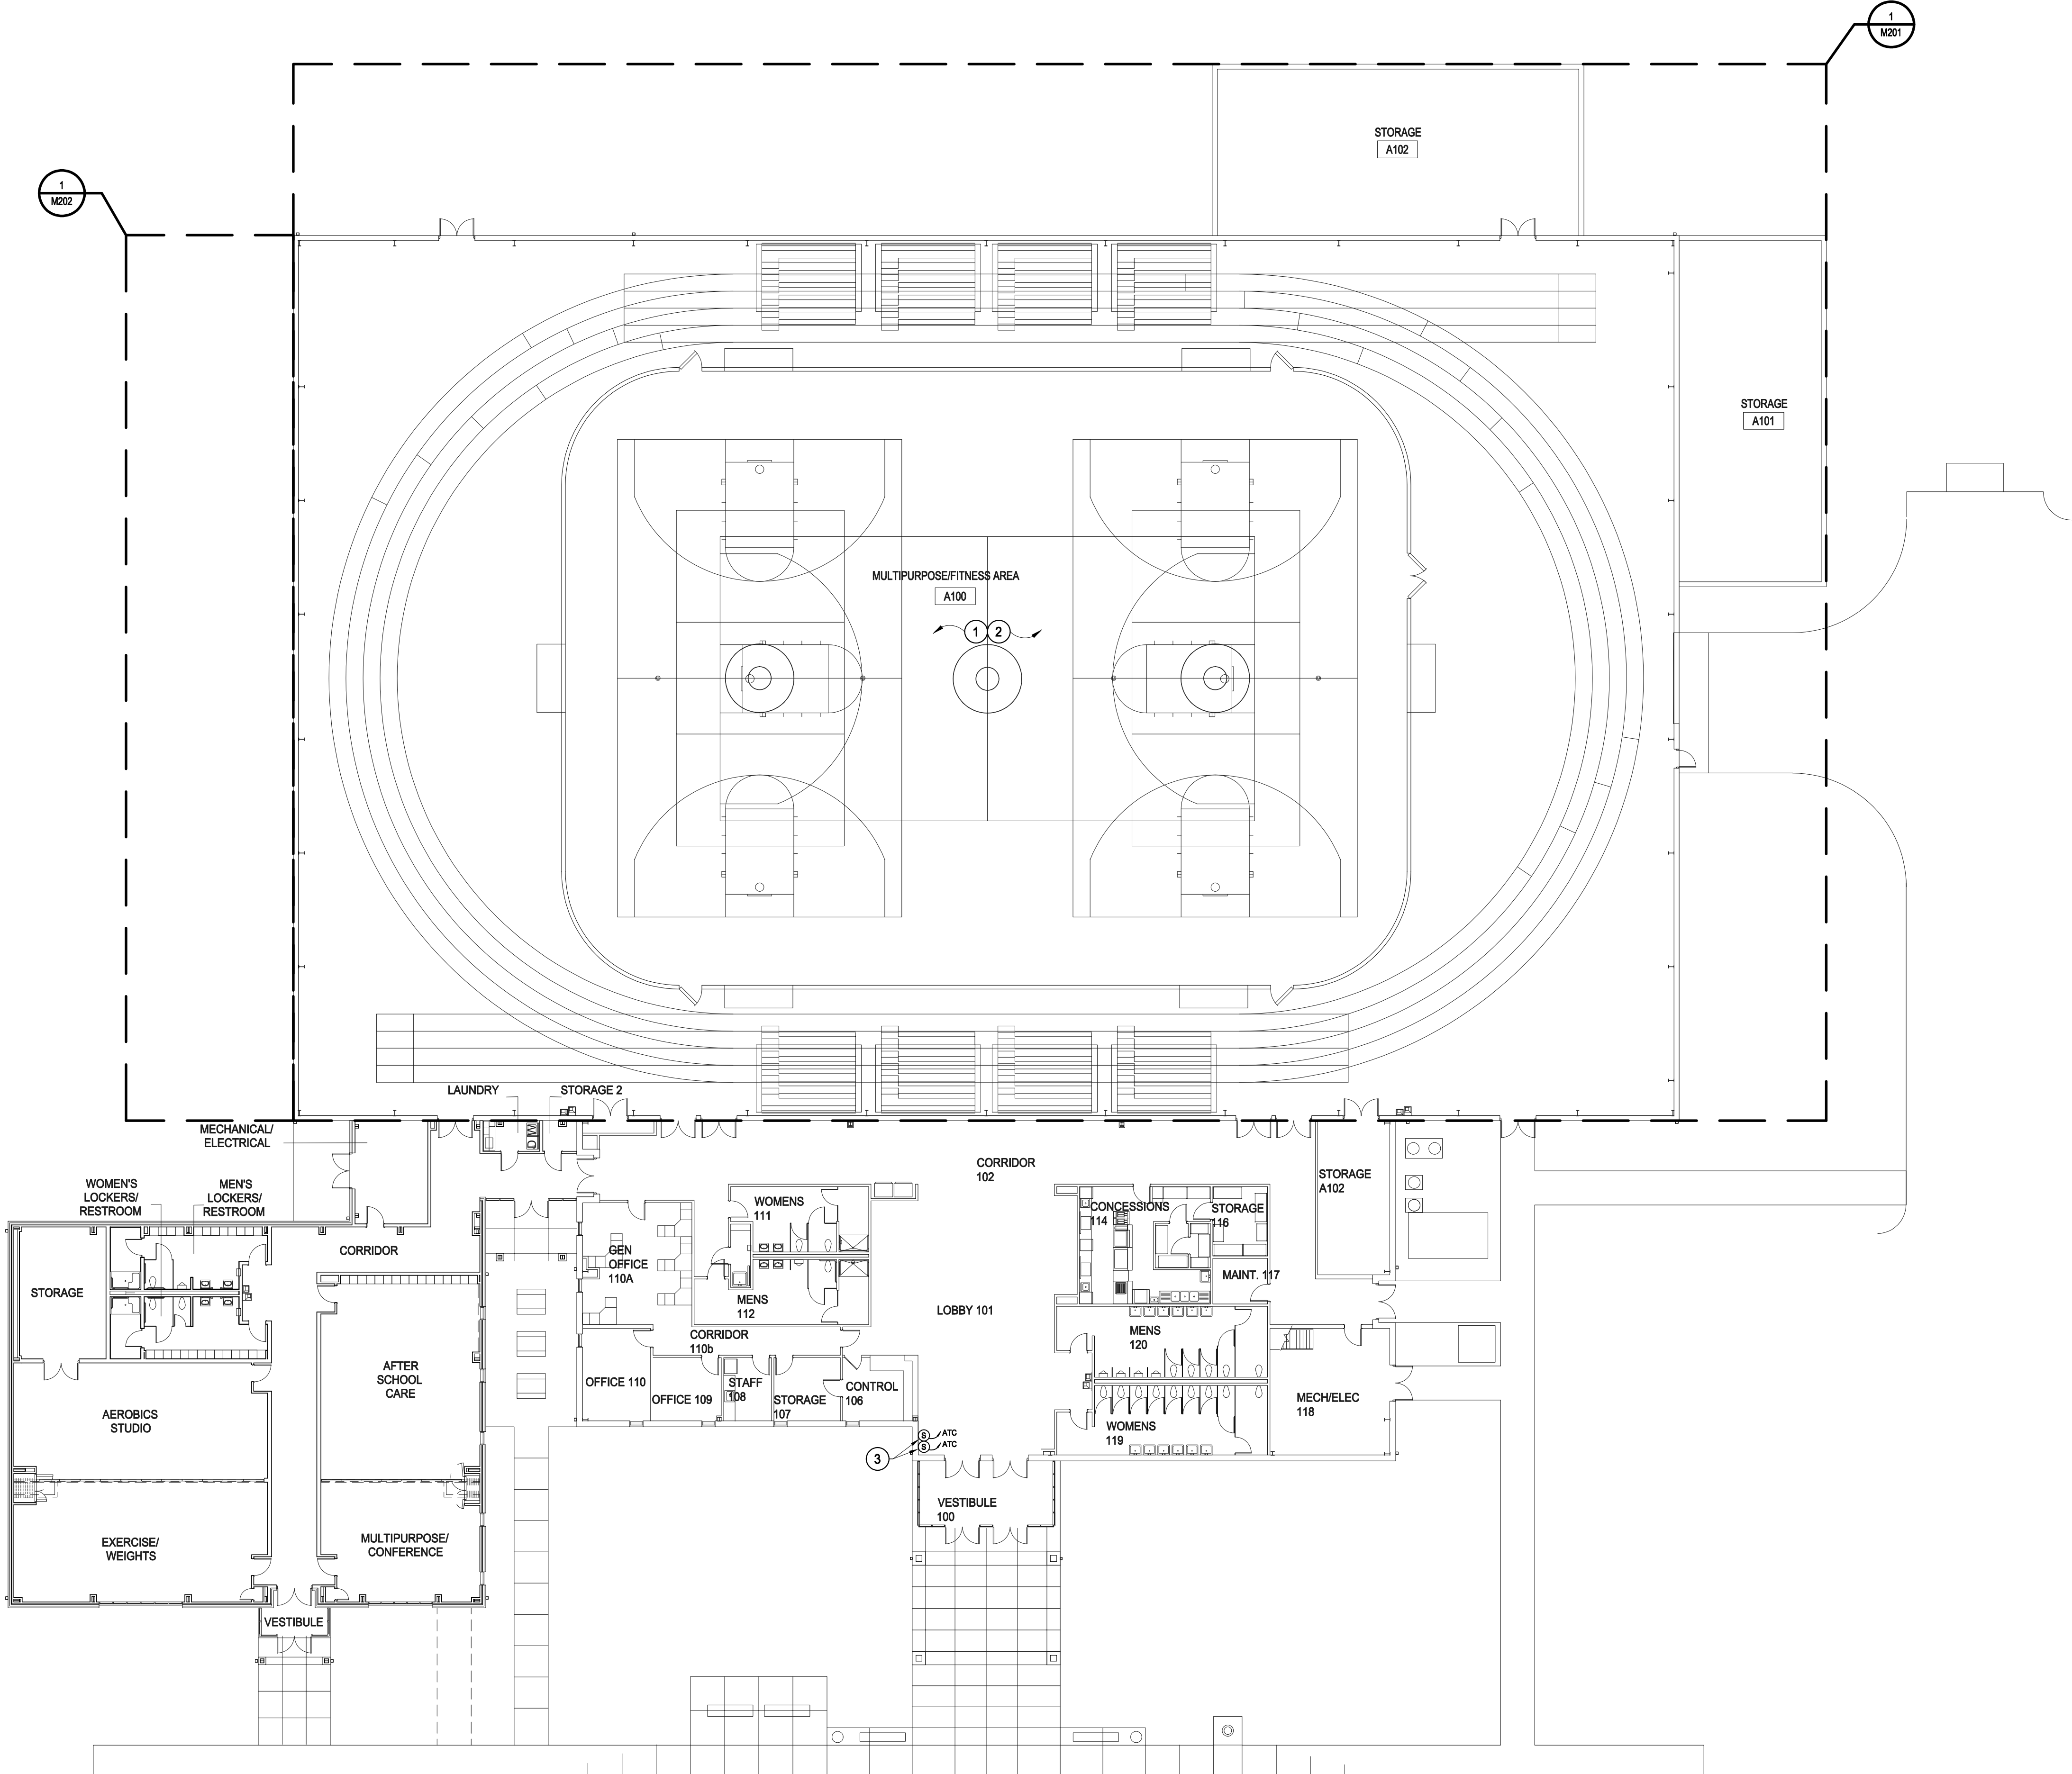 1
M201
STORAGE
A102
1
M202
STORAGE
A101
MULTIPURPOSE/FITNESS AREA
A100
1 2
LAUNDRY
STORAGE 2
MECHANICAL/
ELECTRICAL
WOMEN'S
LOCKERS/
RESTROOM
MEN'S
LOCKERS/
RESTROOM
CORRIDOR
102
STORAGE
A102
WOMENS
111
CONCESSIONS
114
STORAGE
116
CORRIDOR
GEN
OFFICE
110A
MAINT. 117
STORAGE
MENS
112
LOBBY 101
CORRIDOR
110b
MENS
120
AFTER
SCHOOL
CARE
OFFICE 110
OFFICE 109
STAFF
108
STORAGE
107
CONTROL
106
MECH/ELEC
118
AEROBICS
STUDIO
WOMENS
119
S ATC
S ATC
3
VESTIBULE
100
EXERCISE/
WEIGHTS
MULTIPURPOSE/
CONFERENCE
VESTIBULE